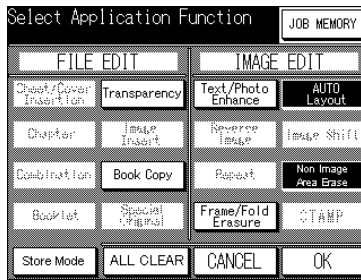 Select Application Function
JOB MEMORY
FILE EDIT
IMAGE EDIT
Sheet/Cover
Insertion
Transparency
Text/Photo
Enhance
AUTO
Layout
Chapter
Image
Insert
Reverse
Image
Image Shift
Combination
Book Copy
Repeat
Non Image
Area Erase
Booklet
Special
Original
Frame/Fold
Erasure
STAMP
Store Mode
ALL CLEAR
CANCEL
OK